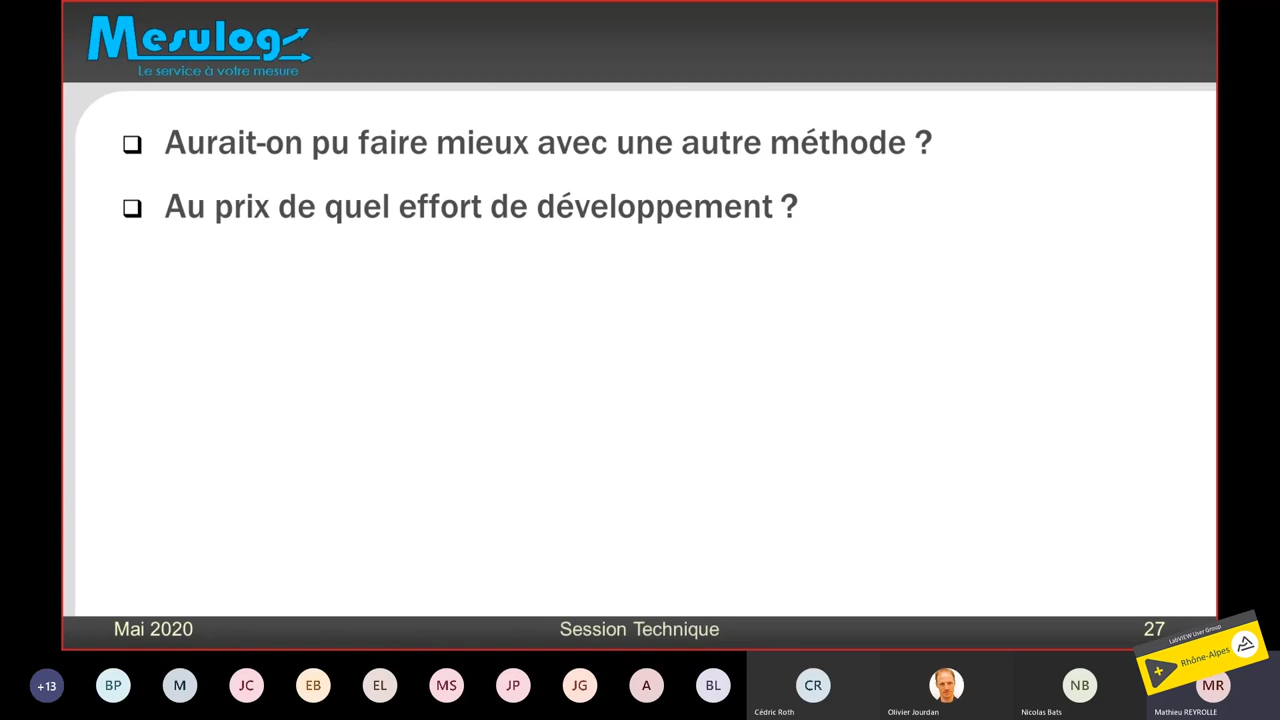 Mesulog
Le service à votre mesure
Aurait-on pu faire mieux avec une autre méthode ?
Au prix de quel effort de développement ?
Mai 2020
Session Technique
27
LabVIEW User Group
Rhône-Alpes
+13
BP
M
JC
EB
EL
MS
JP
JG
A
BL
CR
NB
MR
Cédric Roth
Olivier Jourdan
Nicolas Bats
Mathieu REYROLLE